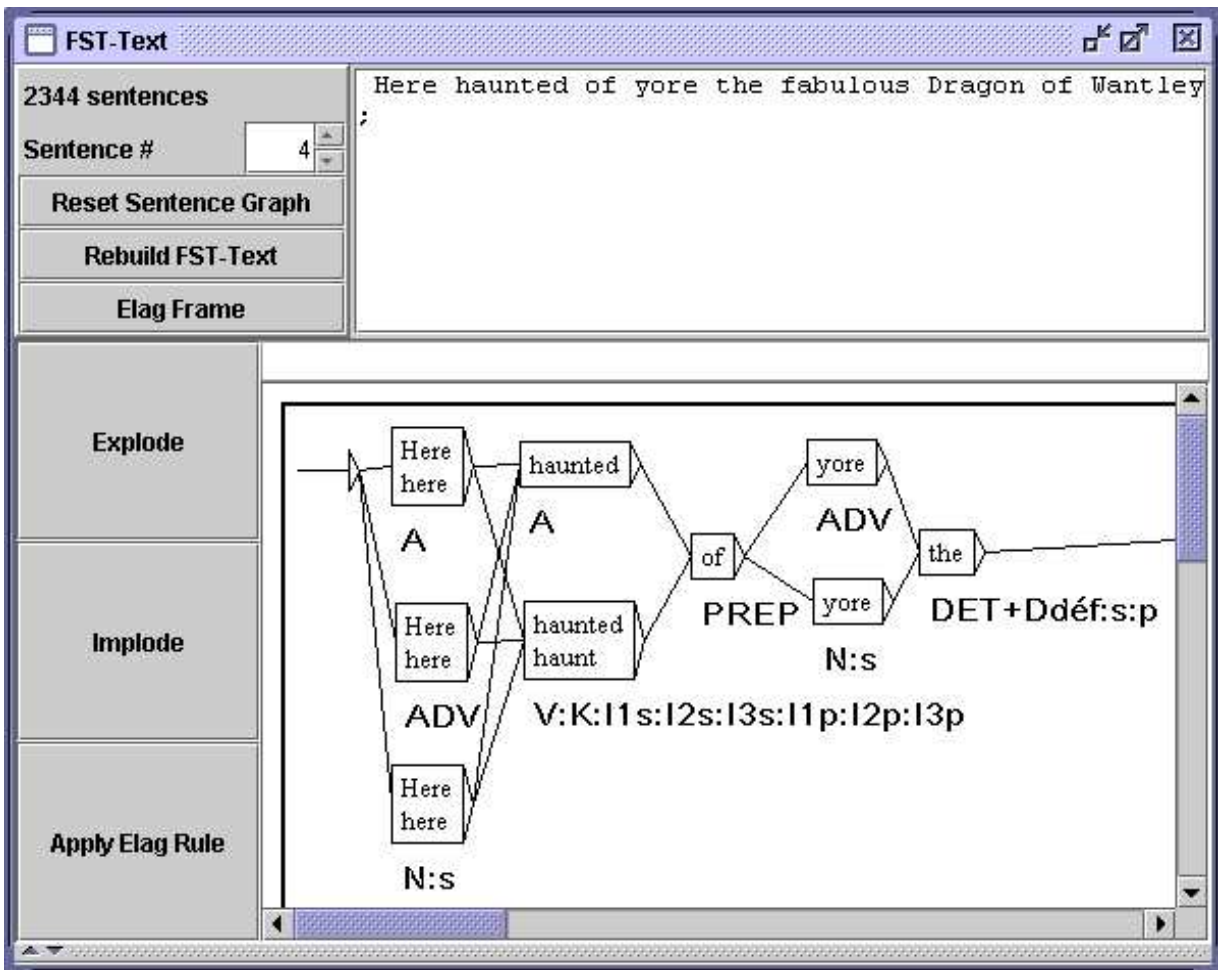 FST-Text
2344 sentences
Sentence # 4
Reset Sentence Graph
Rebuild FST-Text
Elag Frame
Here haunted of yore the fabulous Dragon of Wantley
;
Explode
Implode
Apply Elag Rule
Here
here
A
Here
here
ADV
Here
here
N:s
haunted
A
haunted
haunt
V:K:I1s:I2s:I3s:I1p:I2p:I3p
of
PREP
yore
ADV
yore
N:s
the
DET+Ddéf:s:p